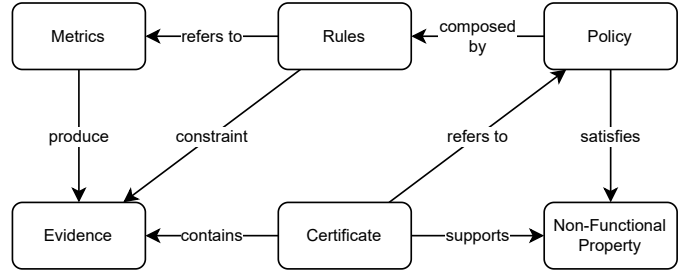 Metrics
refers to
Rules
composed
by
Policy
produce
constraint
refers to
satisfies
Evidence
contains
Certificate
supports
Non-Functional
Property